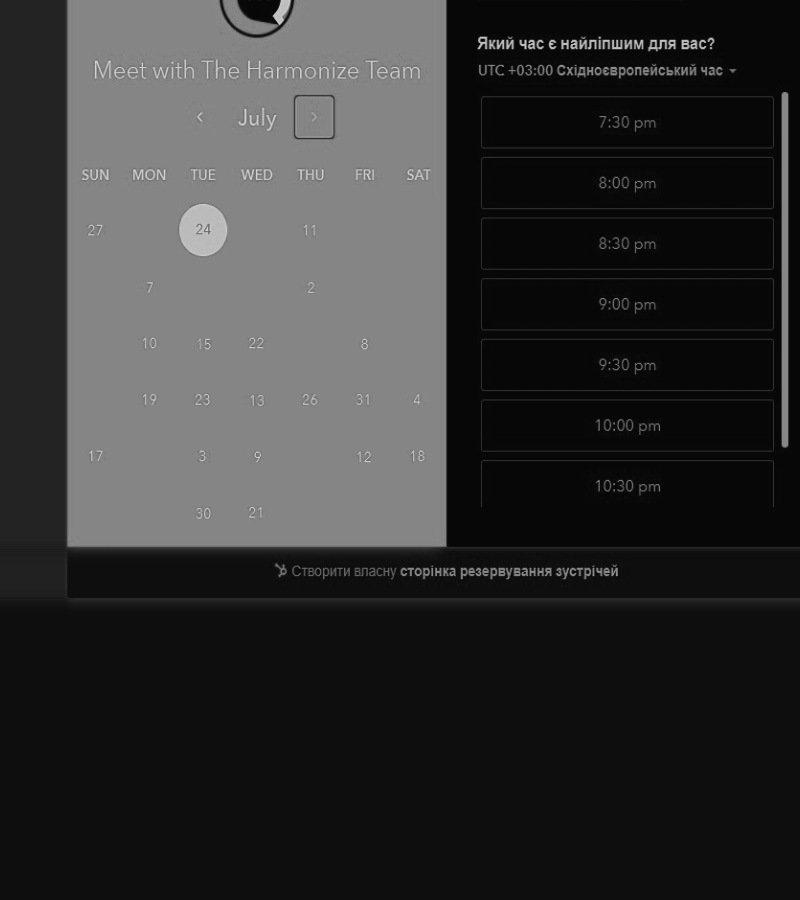 Meet with The Harmonize Team
‹ July ›
SUN MON TUE WED THU FRI SAT
27 24 11
7 2
10 15 22 8
19 23 13 26 31 4
17 3 9 12 18
30 21
Який час є найліпшим для вас?
UTC +03:00 Східноєвропейський час
7:30 pm
8:00 pm
8:30 pm
9:00 pm
9:30 pm
10:00 pm
10:30 pm
Створити власну сторінка резервування зустрічей